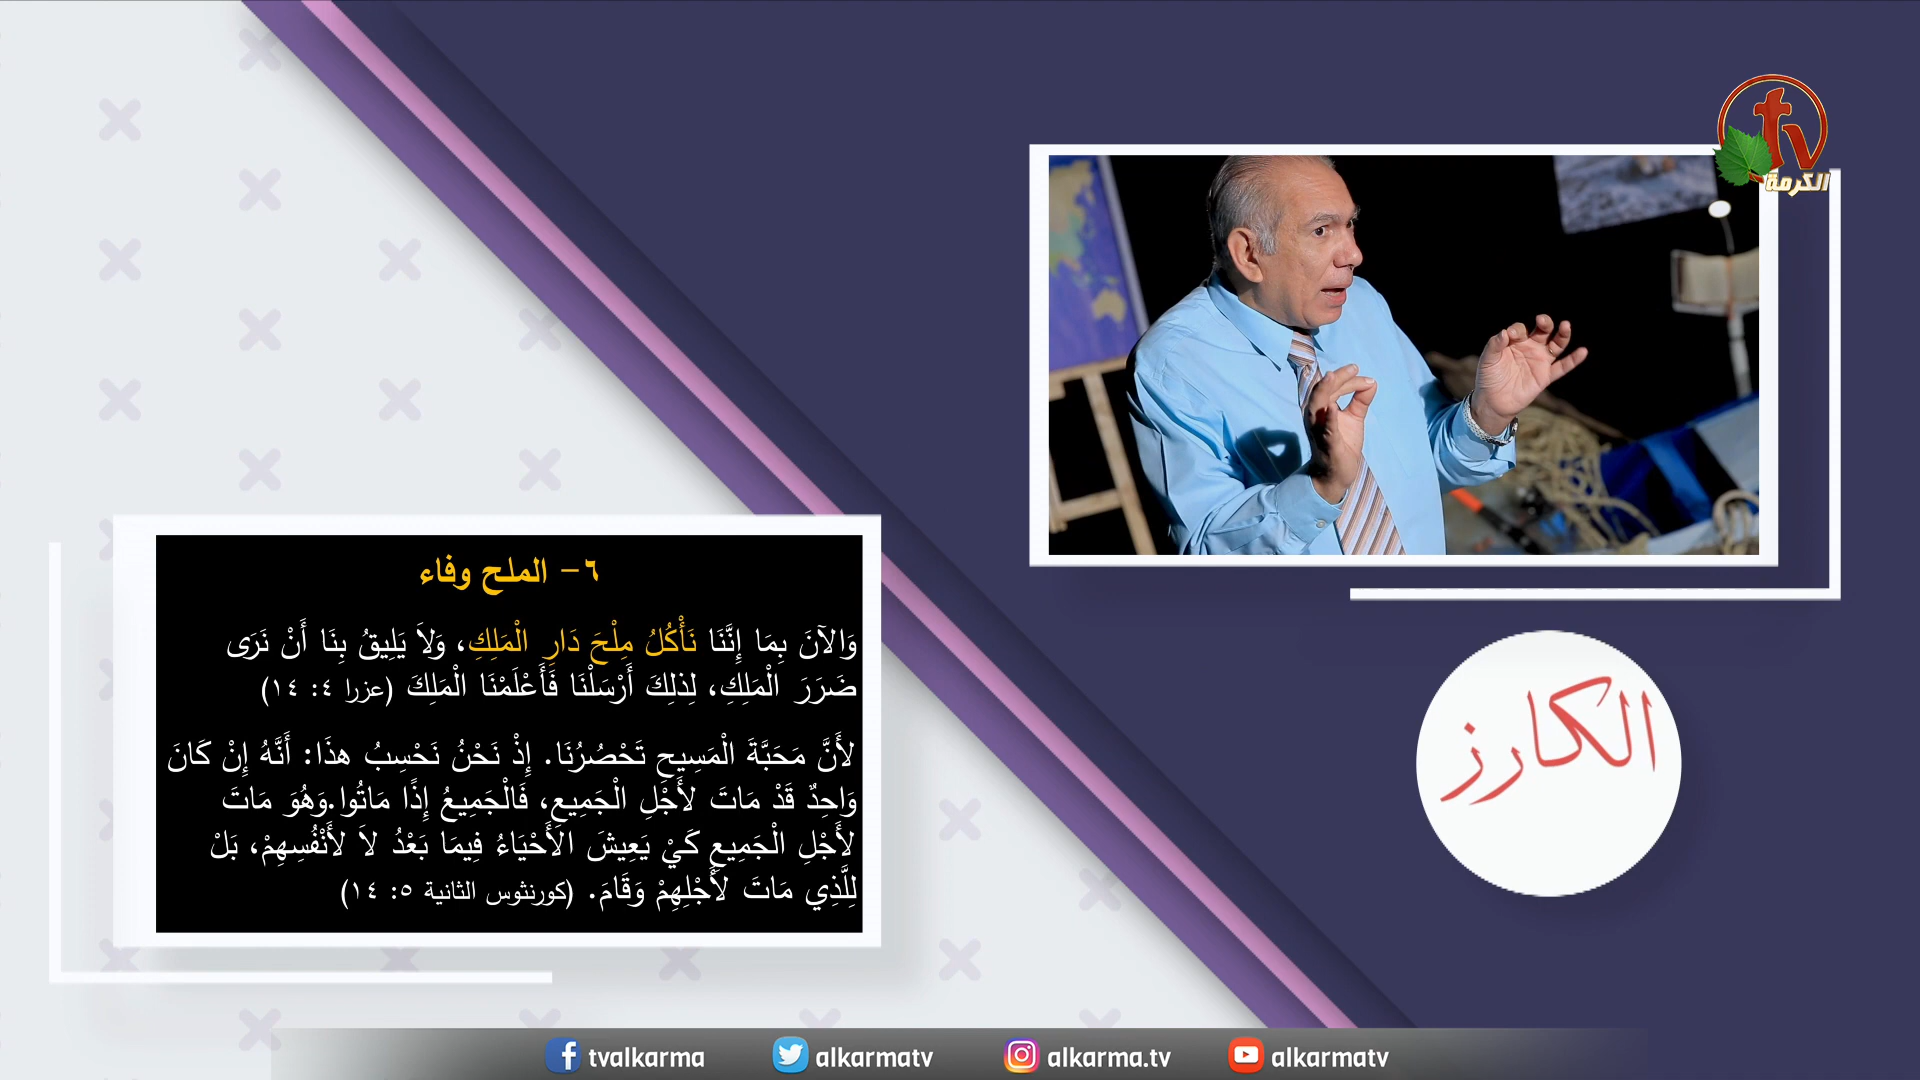 tv
الكرمة
٦- الملح وفاء
وَالآنَ بِمَا إِنَّنَا نَأْكُلُ مِلْحَ دَارِ الْمَلِكِ، وَلاَ يَلِيقُ بِنَا أَنْ نَرَى
ضَرَرَ الْمَلِكِ، لِذلِكَ أَرْسَلْنَا فَأَعْلَمْنَا الْمَلِكَ (عزرا ٤: ١٤)
لأَنَّ مَحَبَّةَ الْمَسِيحِ تَحْصُرُنَا. إِذْ نَحْنُ نَحْسِبُ هذَا: أَنَّهُ إِنْ كَانَ
وَاحِدٌ قَدْ مَاتَ لأَجْلِ الْجَمِيعِ، فَالْجَمِيعُ إِذًا مَاتُوا.وَهُوَ مَاتَ
لأَجْلِ الْجَمِيعِ كَيْ يَعِيشَ الأَحْيَاءُ فِيمَا بَعْدُ لاَ لأَنْفُسِهِمْ، بَلْ
لِلَّذِي مَاتَ لأَجْلِهِمْ وَقَامَ. (كورنثوس الثانية ٥: ١٤)
الكارز
tvalkarma
alkarmatv
alkarma.tv
alkarmatv